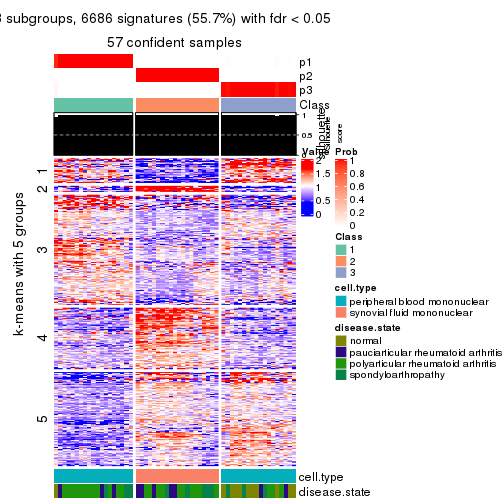 3 subgroups, 6686 signatures (55.7%) with fdr < 0.05
57 confident samples
p1
p2
p3
Class
1
0.5
0
silhouette
score
k-means with 5 groups
1
2
3
4
5
Value
2
1.5
1
0.5
0
Prob
1
0.8
0.6
0.4
0.2
0
Class
1
2
3
cell.type
peripheral blood mononuclear
synovial fluid mononuclear
disease.state
normal
pauciarticular rheumatoid arthritis
polyarticular rheumatoid arthritis
spondyloarthropathy
cell.type
disease.state